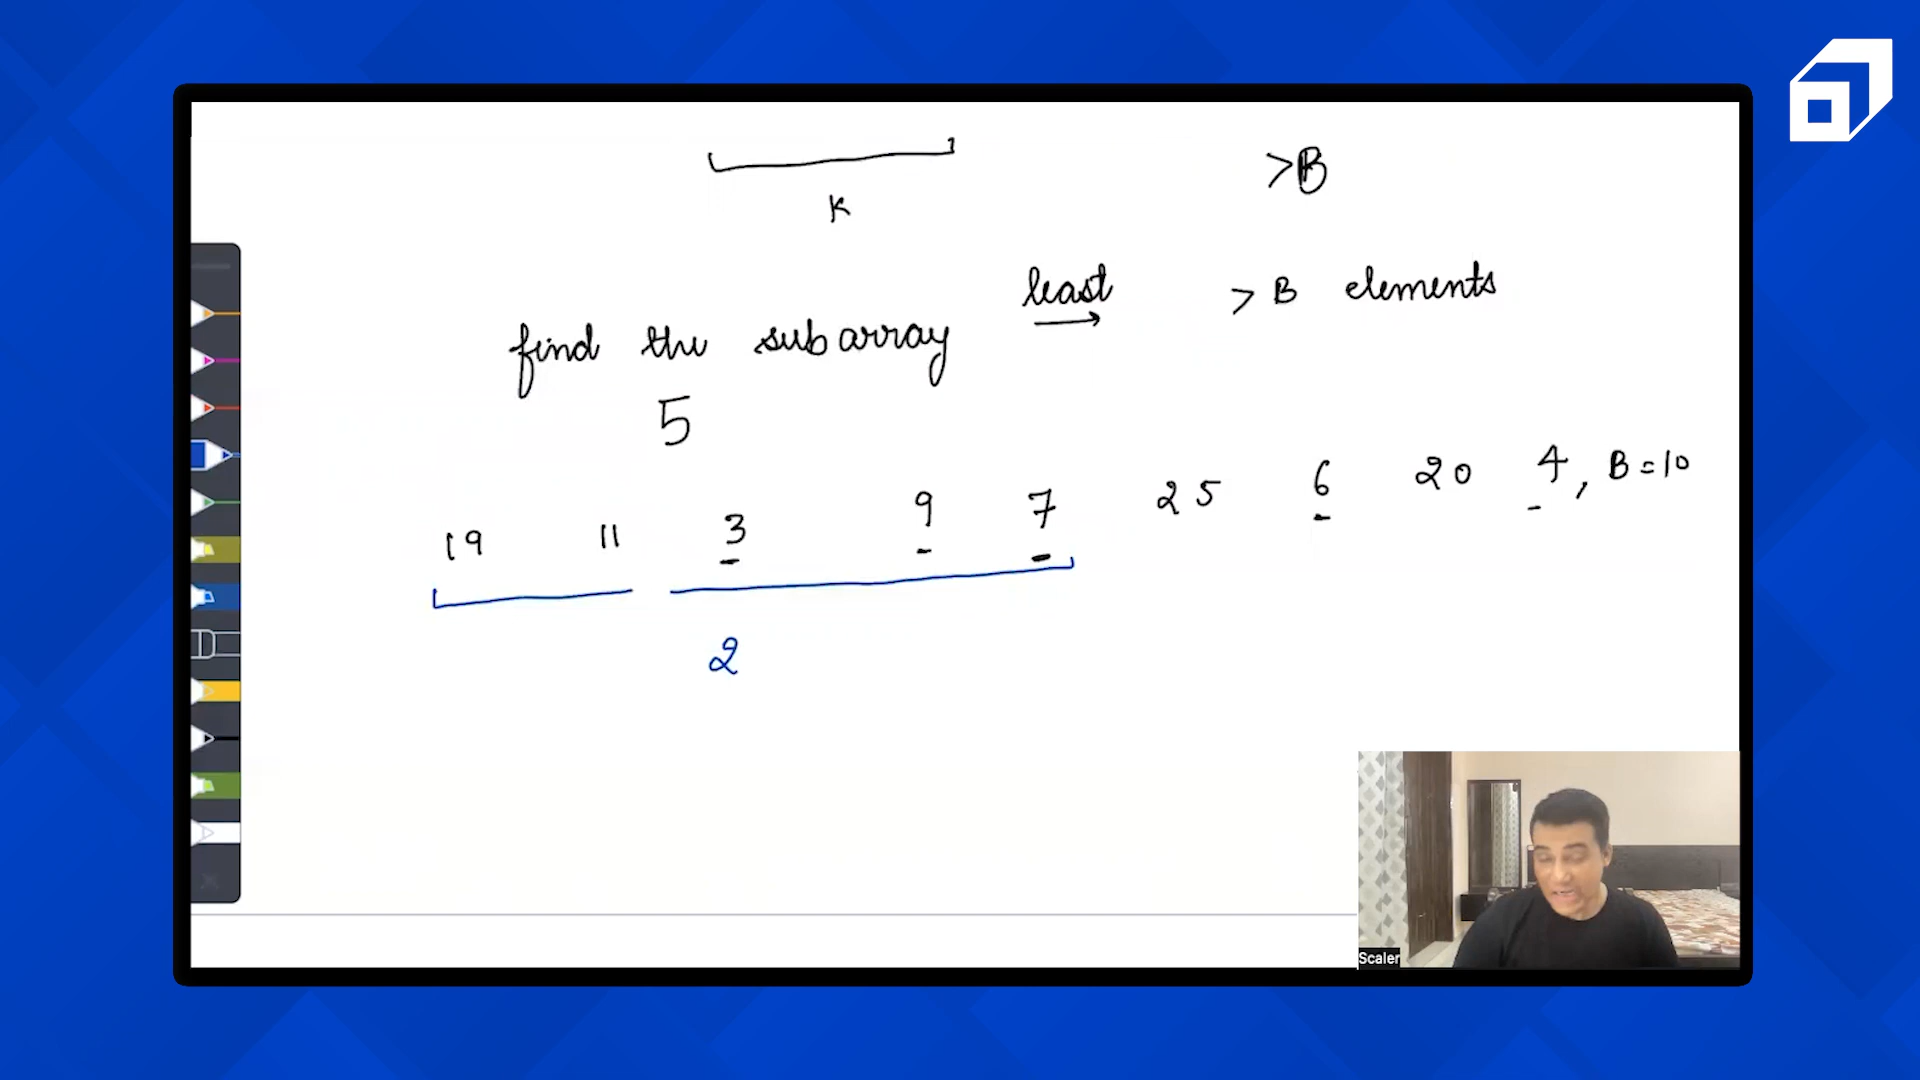 K
>B
find the subarray least > B elements
5
19 11 3 9 7 25 6 20 4, B=10
2
Scaler